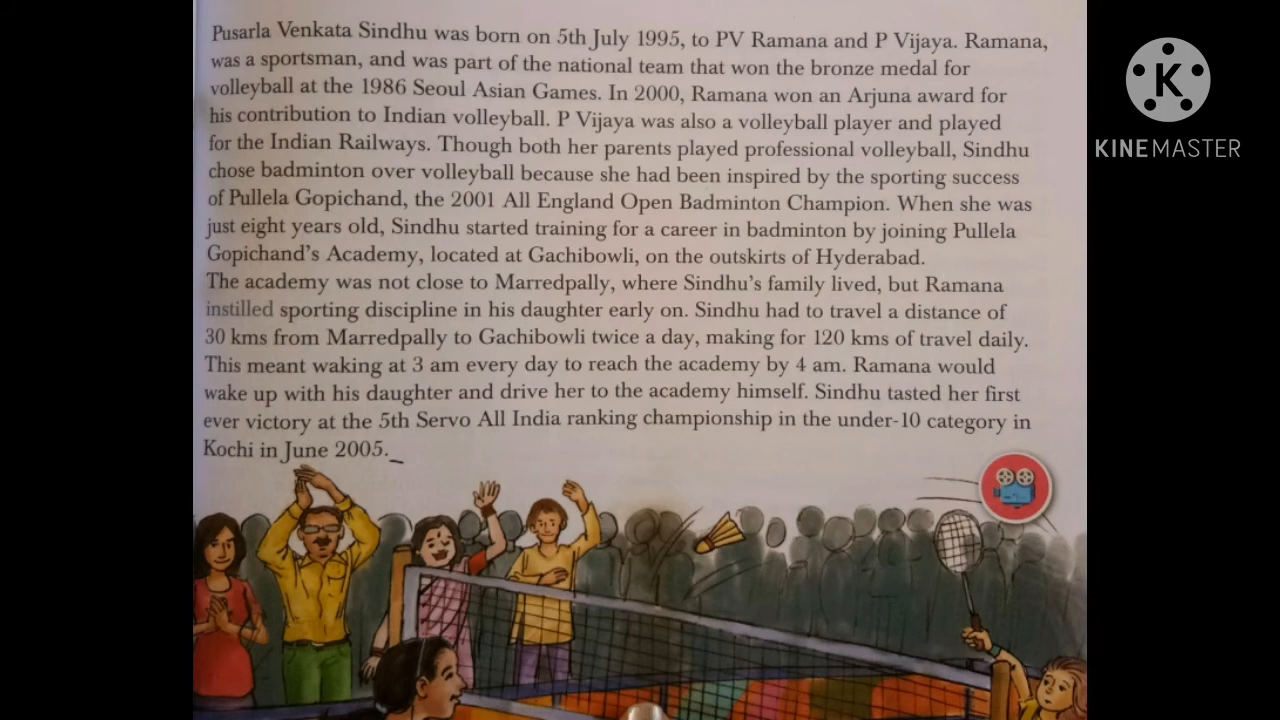 Pusarla Venkata Sindhu was born on 5th July 1995, to PV Ramana and P Vijaya. Ramana,
was a sportsman, and was part of the national team that won the bronze medal for
volleyball at the 1986 Seoul Asian Games. In 2000, Ramana won an Arjuna award for
his contribution to Indian volleyball. P Vijaya was also a volleyball player and played
for the Indian Railways. Though both her parents played professional volleyball, Sindhu
chose badminton over volleyball because she had been inspired by the sporting success
of Pullela Gopichand, the 2001 All England Open Badminton Champion. When she was
just eight years old, Sindhu started training for a career in badminton by joining Pullela
Gopichand's Academy, located at Gachibowli, on the outskirts of Hyderabad.
The academy was not close to Marredpally, where Sindhu's family lived, but Ramana
instilled sporting discipline in his daughter early on. Sindhu had to travel a distance of
30 kms from Marredpally to Gachibowli twice a day, making for 120 kms of travel daily.
This meant waking at 3 am every day to reach the academy by 4 am. Ramana would
wake up with his daughter and drive her to the academy himself. Sindhu tasted her first
ever victory at the 5th Servo All India ranking championship in the under-10 category in
Kochi in June 2005.
K
KINEMASTER